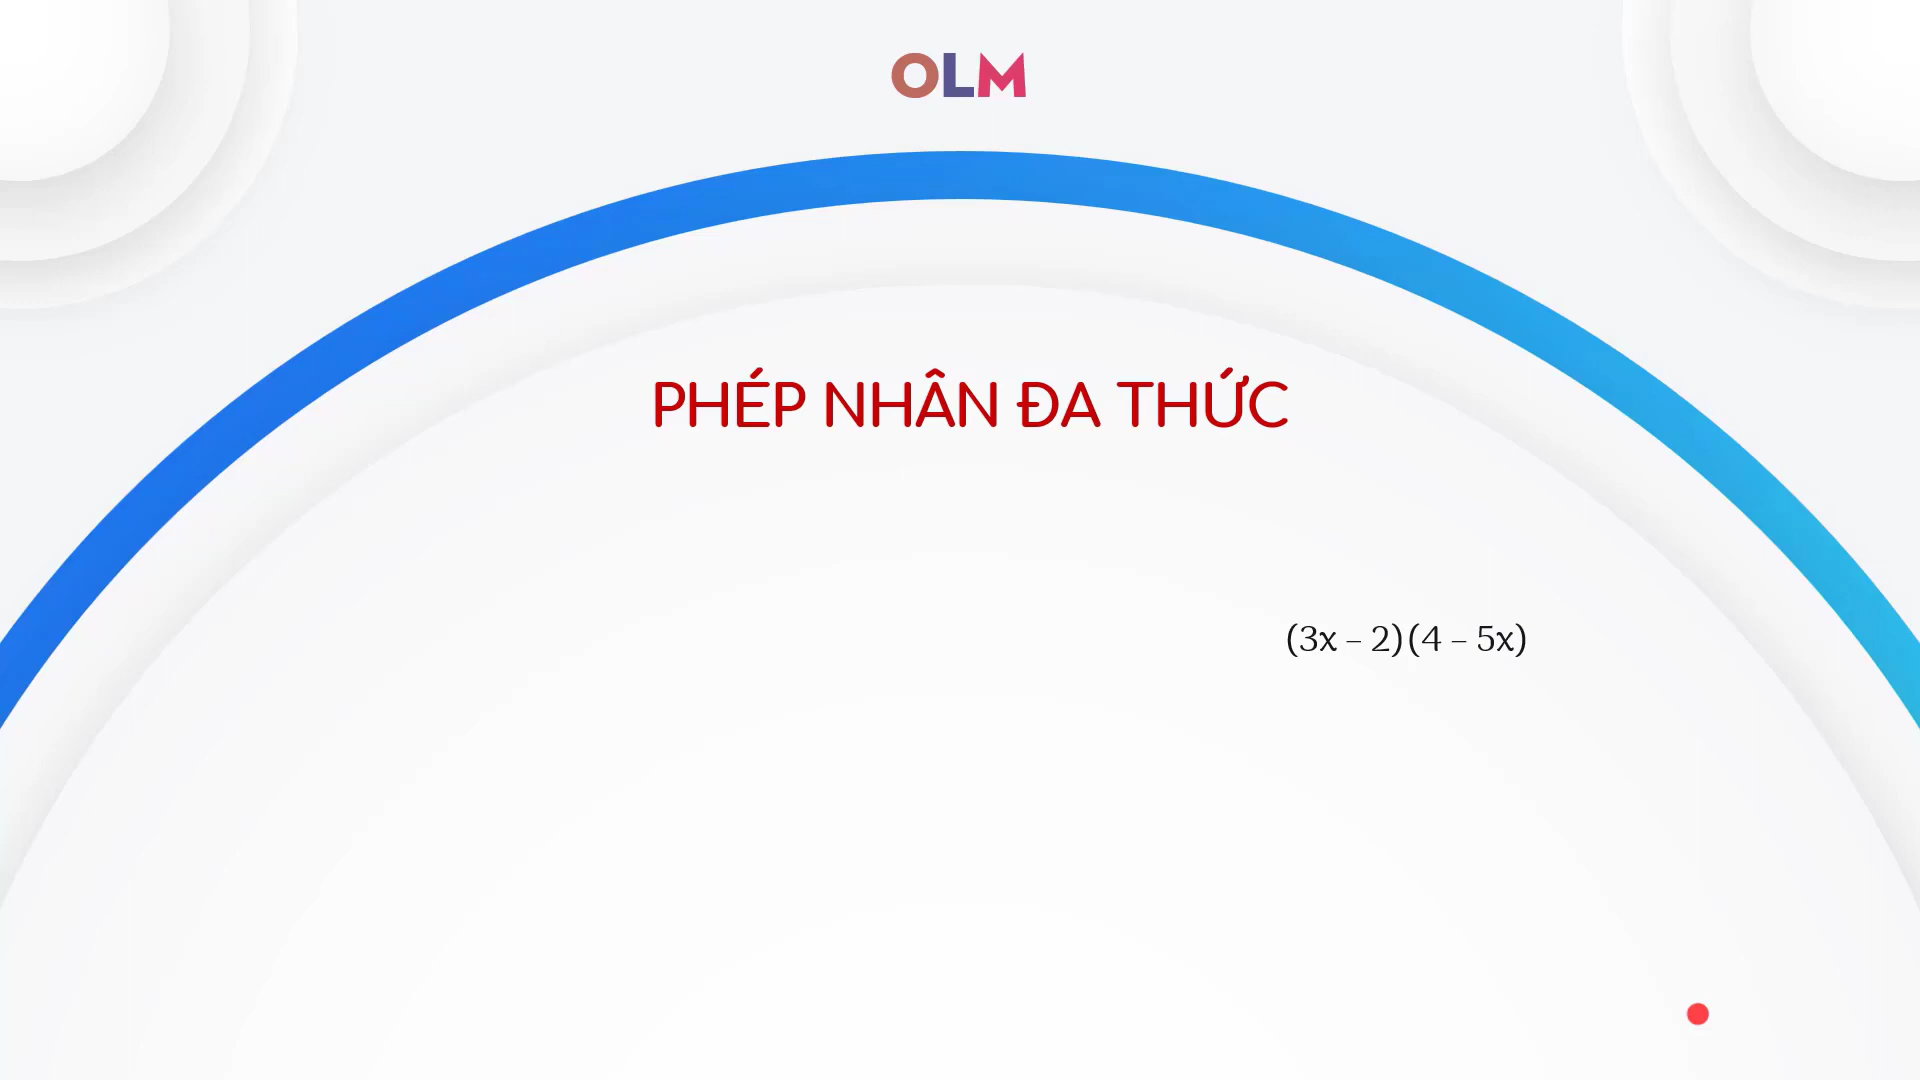 OLM
PHÉP NHÂN ĐA THỨC
(3x – 2)(4 – 5x)